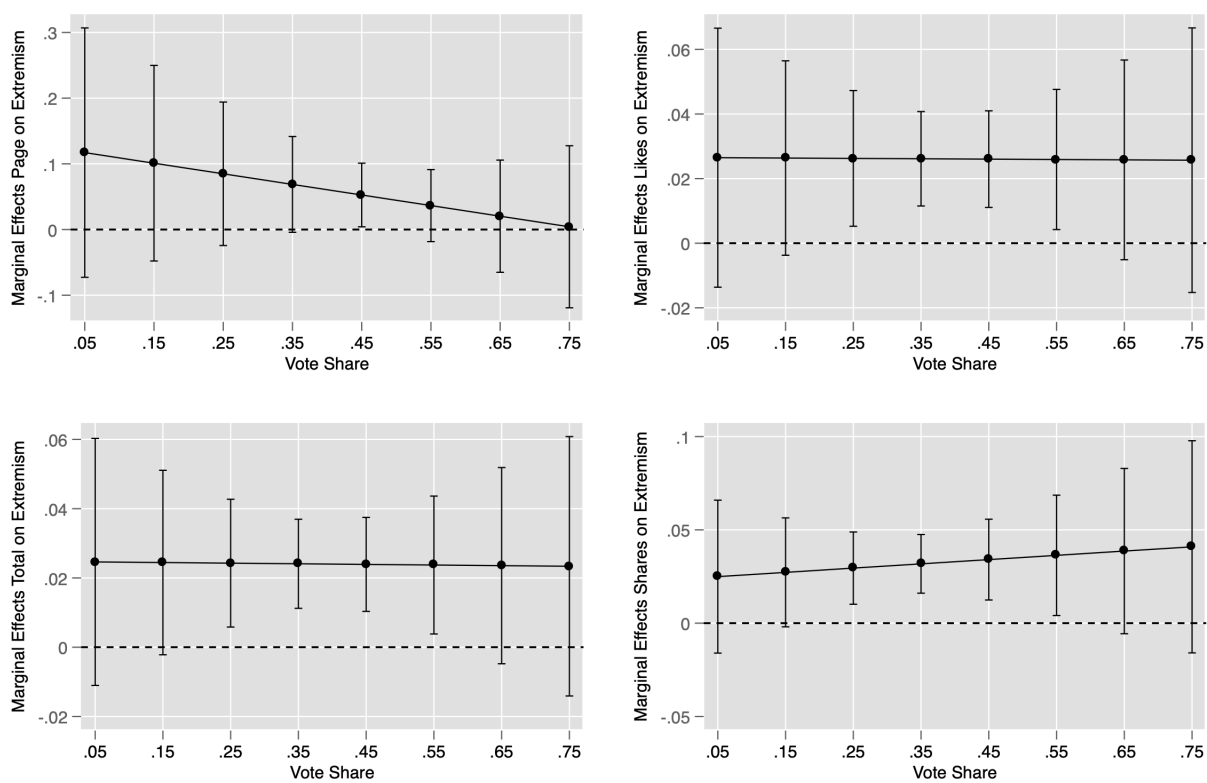 Marginal Effects Page on Extremism
.3
.2
.1
0
-.1
.05 .15 .25 .35 .45 .55 .65 .75
Vote Share
Marginal Effects Likes on Extremism
.06
.04
.02
0
-.02
.05 .15 .25 .35 .45 .55 .65 .75
Vote Share
Marginal Effects Total on Extremism
.06
.04
.02
0
-.02
.05 .15 .25 .35 .45 .55 .65 .75
Vote Share
Marginal Effects Shares on Extremism
.1
.05
0
-.05
.05 .15 .25 .35 .45 .55 .65 .75
Vote Share